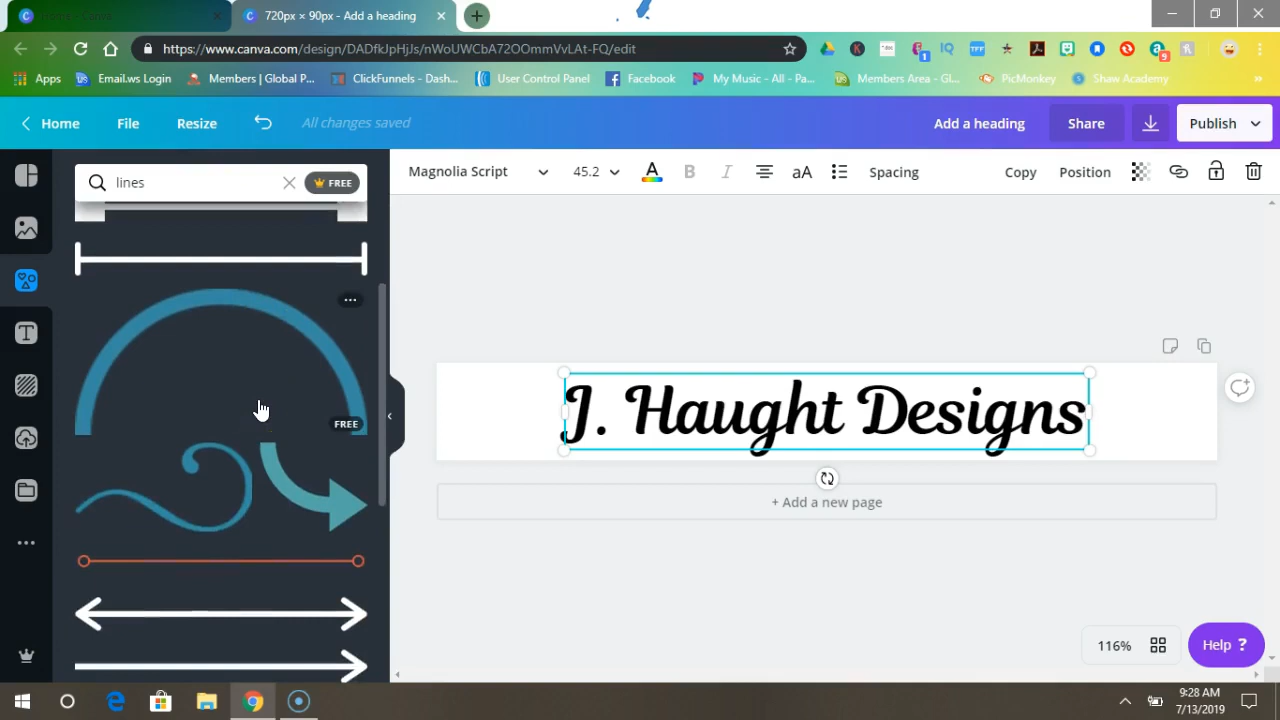 720px × 90px - Add a heading
https://www.canva.com/design/DADfkJpHjJs/nWoUWCbA72OOmmVvLAt-FQ/edit
Apps
Email.ws Login
Members | Global P...
ClickFunnels - Dash...
User Control Panel
Facebook
My Music - All - Pa...
Members Area - Gl...
PicMonkey
Shaw Academy
Home
File
Resize
All changes saved
Add a heading
Share
Publish
lines
FREE
Magnolia Script
45.2
A
B
I
aA
Spacing
Copy
Position
FREE
J. Haught Designs
+ Add a new page
116%
Help ?
9:28 AM
7/13/2019